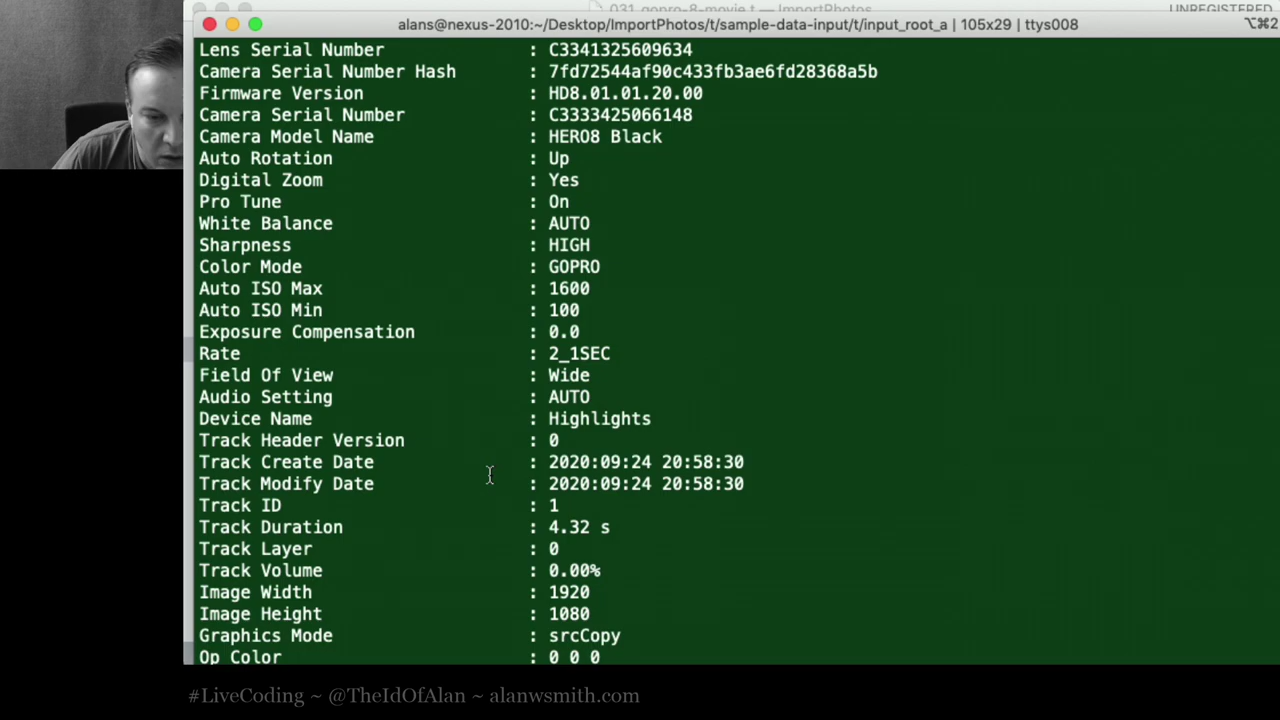 031_gopro-8-movie.t — ImportPhotos
UNREGISTERED
alans@nexus-2010:~/Desktop/ImportPhotos/t/sample-data-input/t/input_root_a | 105x29 | ttys008
⌥⌘2
Lens Serial Number : C3341325609634
Camera Serial Number Hash : 7fd72544af90c433fb3ae6fd28368a5b
Firmware Version : HD8.01.01.20.00
Camera Serial Number : C3333425066148
Camera Model Name : HERO8 Black
Auto Rotation : Up
Digital Zoom : Yes
Pro Tune : On
White Balance : AUTO
Sharpness : HIGH
Color Mode : GOPRO
Auto ISO Max : 1600
Auto ISO Min : 100
Exposure Compensation : 0.0
Rate : 2_1SEC
Field Of View : Wide
Audio Setting : AUTO
Device Name : Highlights
Track Header Version : 0
Track Create Date : 2020:09:24 20:58:30
Track Modify Date : 2020:09:24 20:58:30
Track ID : 1
Track Duration : 4.32 s
Track Layer : 0
Track Volume : 0.00%
Image Width : 1920
Image Height : 1080
Graphics Mode : srcCopy
Op Color : 0 0 0
#LiveCoding ~ @TheIdOfAlan ~ alanwsmith.com